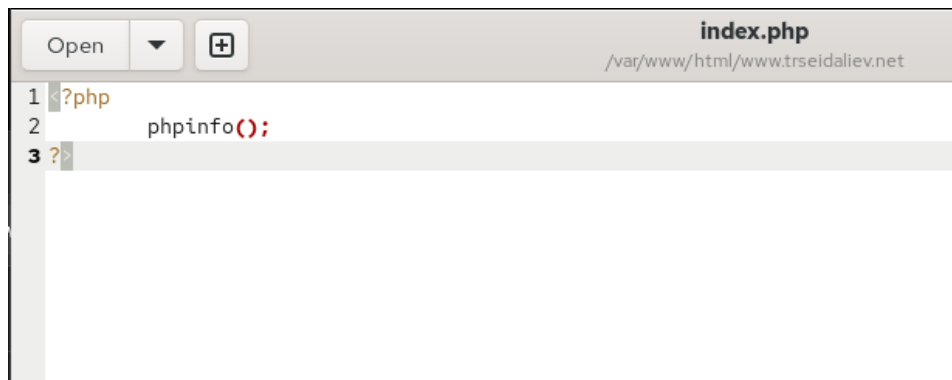 Open
index.php
/var/www/html/www.trseidaliev.net
1 <?php
2 phpinfo();
3 ?>